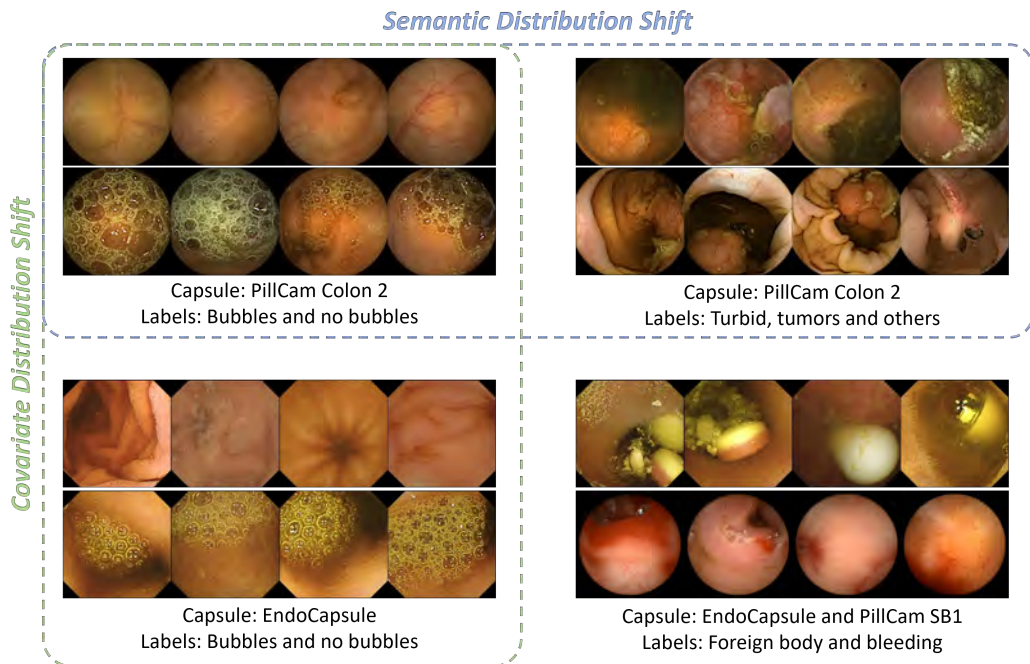 Semantic Distribution Shift
Covariate Distribution Shift
Capsule: PillCam Colon 2
Labels: Bubbles and no bubbles
Capsule: PillCam Colon 2
Labels: Turbid, tumors and others
Capsule: EndoCapsule
Labels: Bubbles and no bubbles
Capsule: EndoCapsule and PillCam SB1
Labels: Foreign body and bleeding